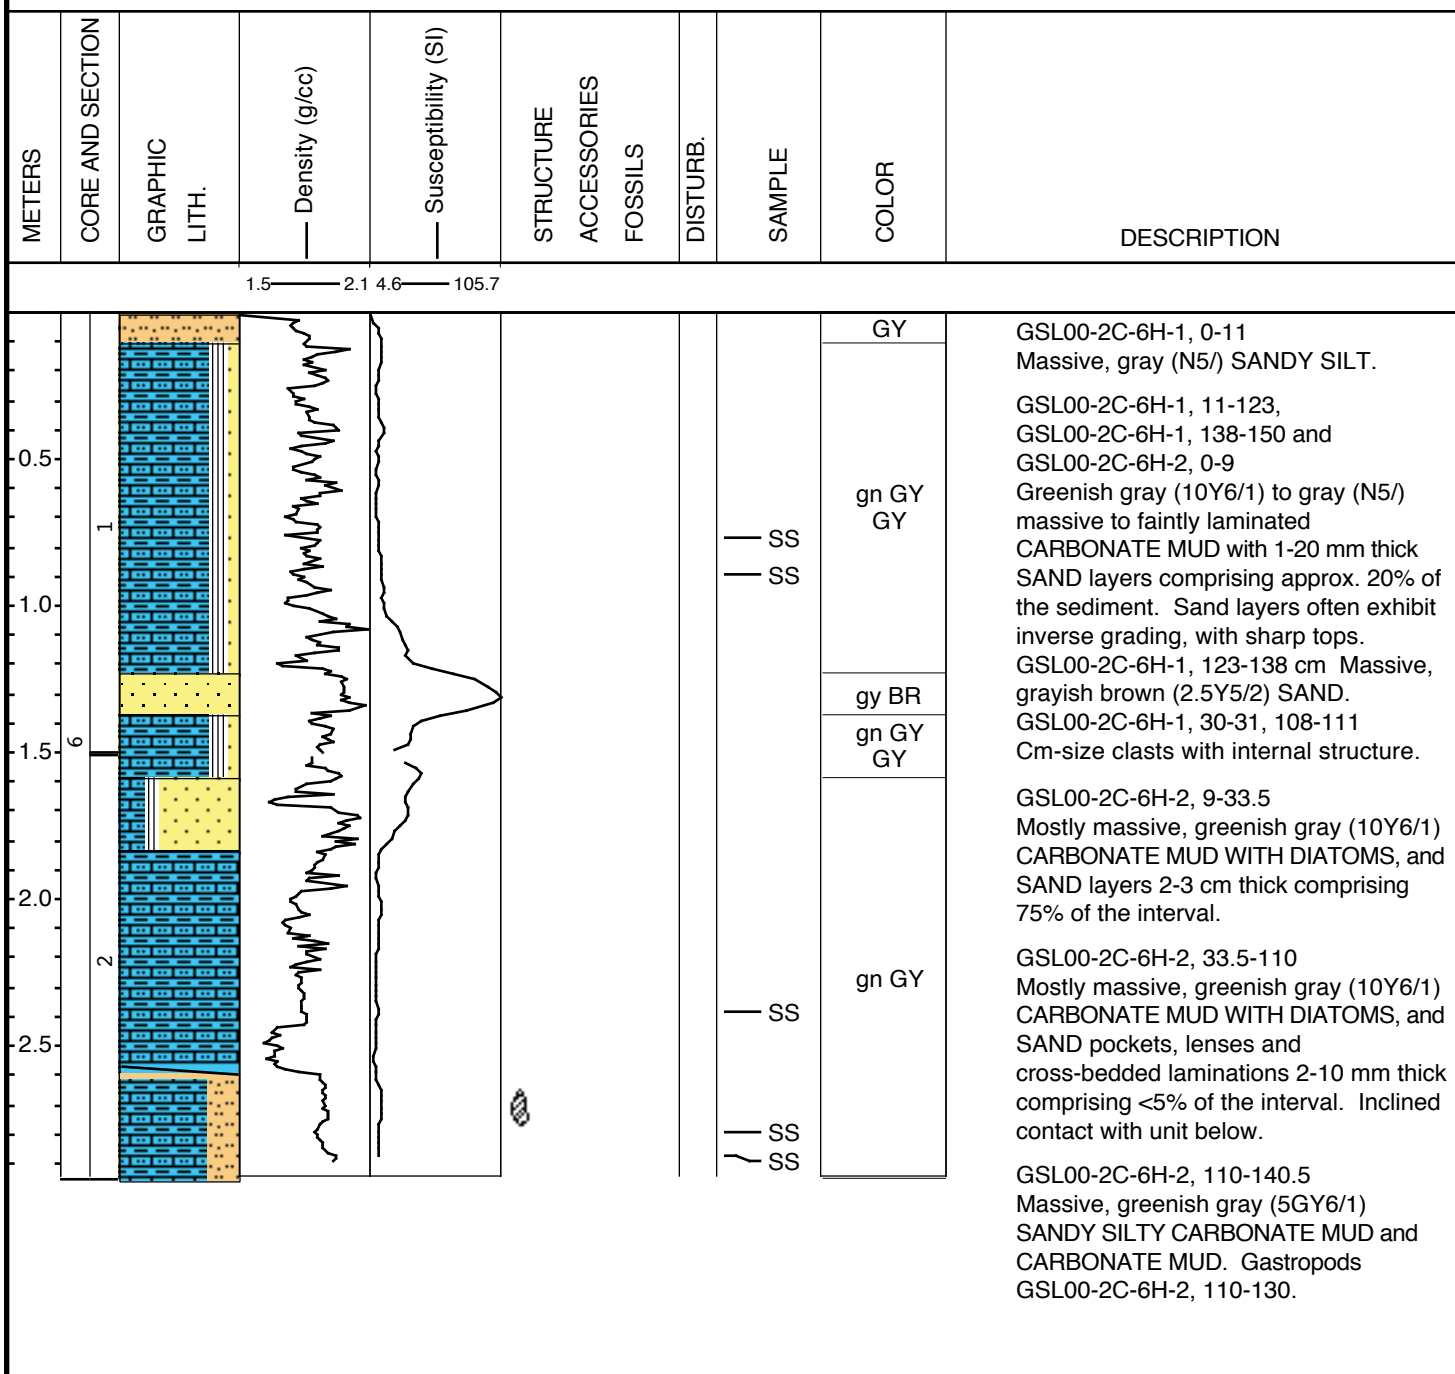 METERS
CORE AND SECTION
GRAPHIC
LITH.
Density (g/cc)
Susceptibility (SI)
STRUCTURE
ACCESSORIES
FOSSILS
DISTURB.
SAMPLE
COLOR
DESCRIPTION
1.5 2.1 4.6 105.7
0.5
1.0
1.5
2.0
2.5
1
6
2
SS
SS
SS
SS
SS
GY
gn GY
GY
gy BR
gn GY
GY
gn GY
GSL00-2C-6H-1, 0-11
Massive, gray (N5/) SANDY SILT.
GSL00-2C-6H-1, 11-123,
GSL00-2C-6H-1, 138-150 and
GSL00-2C-6H-2, 0-9
Greenish gray (10Y6/1) to gray (N5/)
massive to faintly laminated
CARBONATE MUD with 1-20 mm thick
SAND layers comprising approx. 20% of
the sediment.  Sand layers often exhibit
inverse grading, with sharp tops.
GSL00-2C-6H-1, 123-138 cm  Massive,
grayish brown (2.5Y5/2) SAND.
GSL00-2C-6H-1, 30-31, 108-111
Cm-size clasts with internal structure.
GSL00-2C-6H-2, 9-33.5
Mostly massive, greenish gray (10Y6/1)
CARBONATE MUD WITH DIATOMS, and
SAND layers 2-3 cm thick comprising
75% of the interval.
GSL00-2C-6H-2, 33.5-110
Mostly massive, greenish gray (10Y6/1)
CARBONATE MUD WITH DIATOMS, and
SAND pockets, lenses and
cross-bedded laminations 2-10 mm thick
comprising <5% of the interval.  Inclined
contact with unit below.
GSL00-2C-6H-2, 110-140.5
Massive, greenish gray (5GY6/1)
SANDY SILTY CARBONATE MUD and
CARBONATE MUD.  Gastropods
GSL00-2C-6H-2, 110-130.